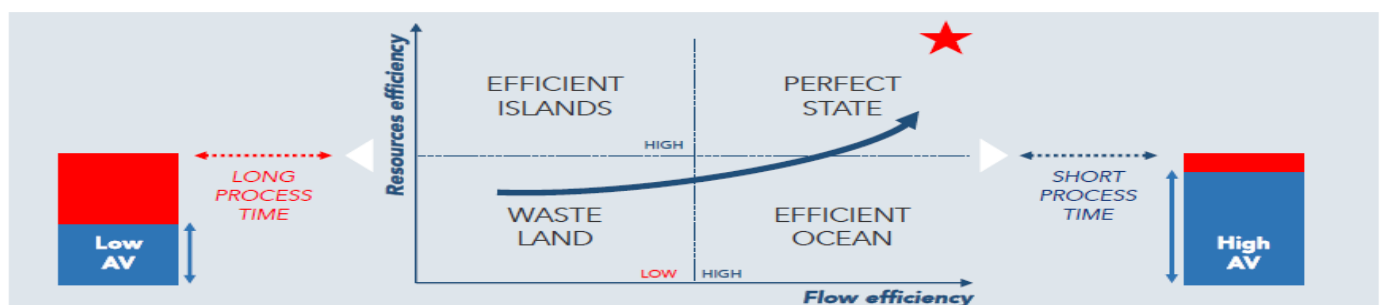 Low
AV
LONG
PROCESS
TIME
Resources efficiency
EFFICIENT
ISLANDS
PERFECT
STATE
HIGH
WASTE
LAND
EFFICIENT
OCEAN
LOW
HIGH
Flow efficiency
SHORT
PROCESS
TIME
High
AV